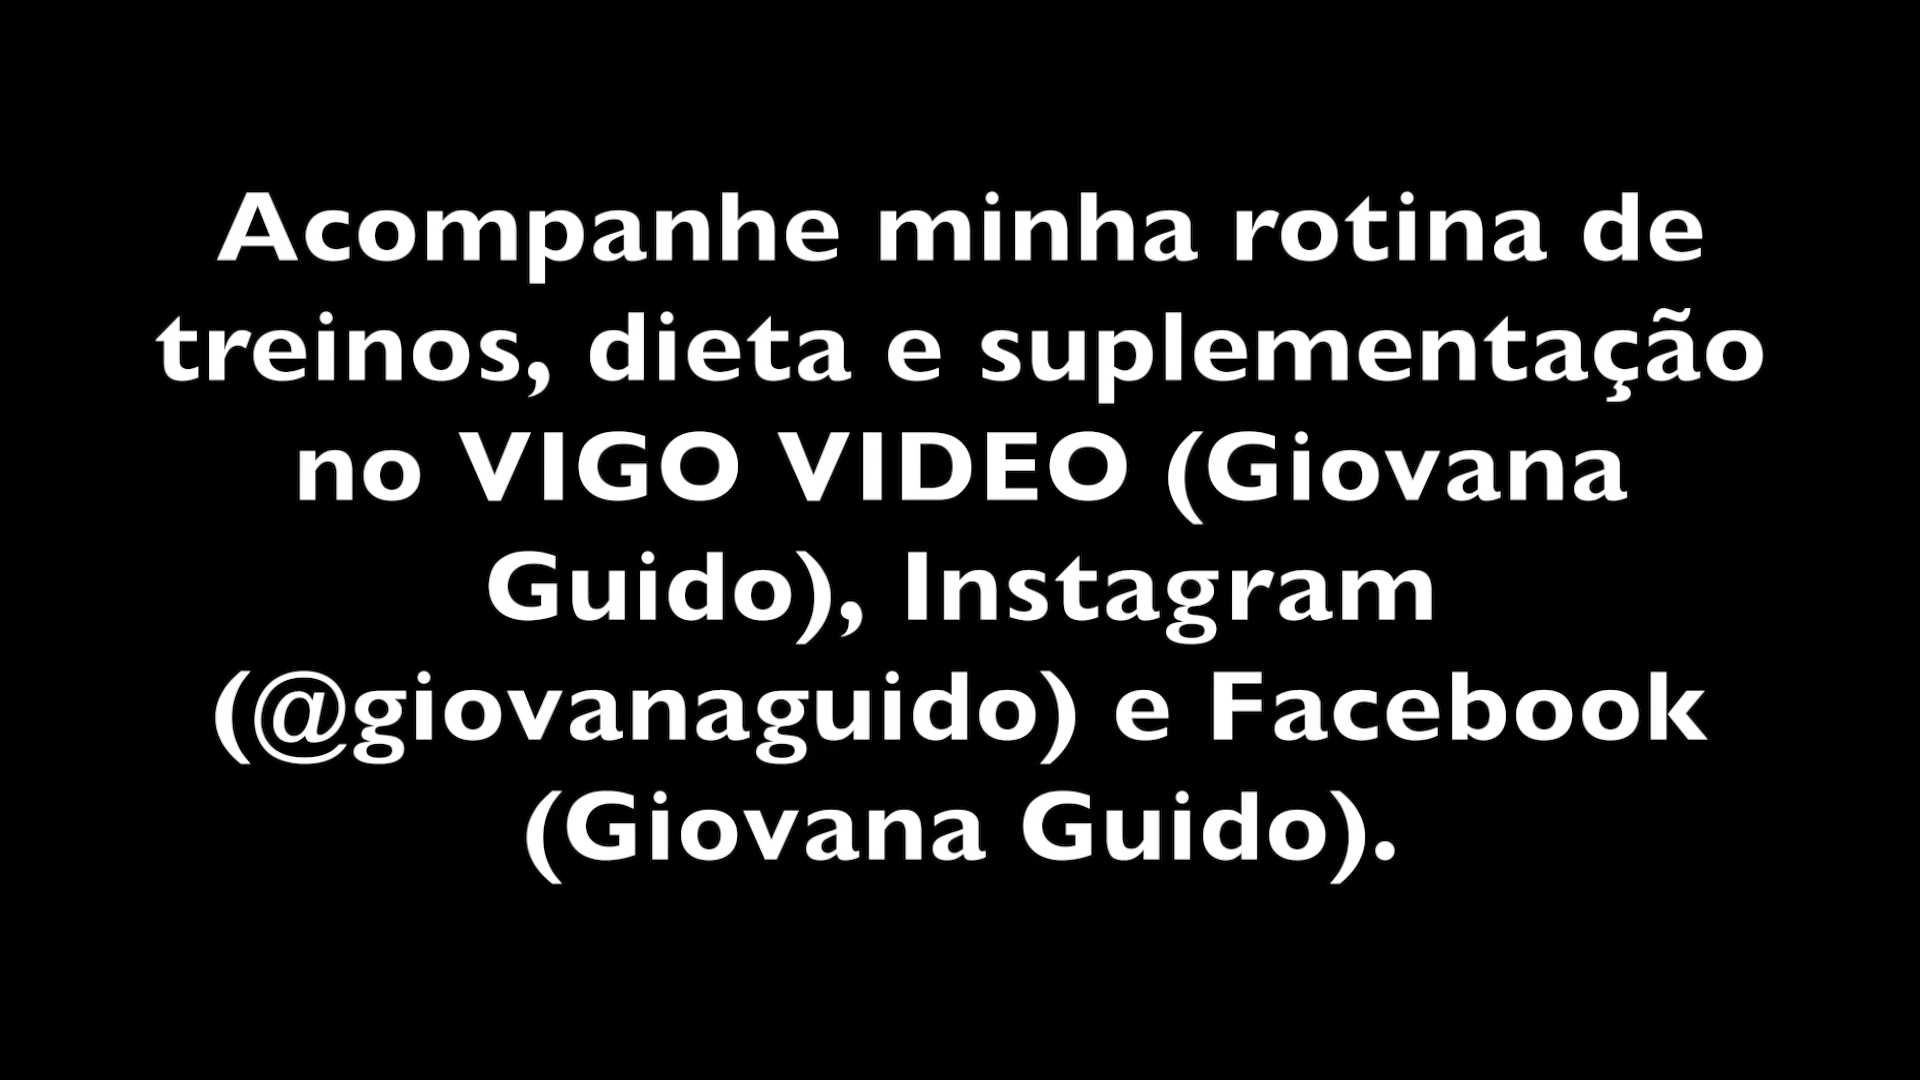 Acompanhe minha rotina de
treinos, dieta e suplementação
no VIGO VIDEO (Giovana
Guido), Instagram
(@giovanaguido) e Facebook
(Giovana Guido).